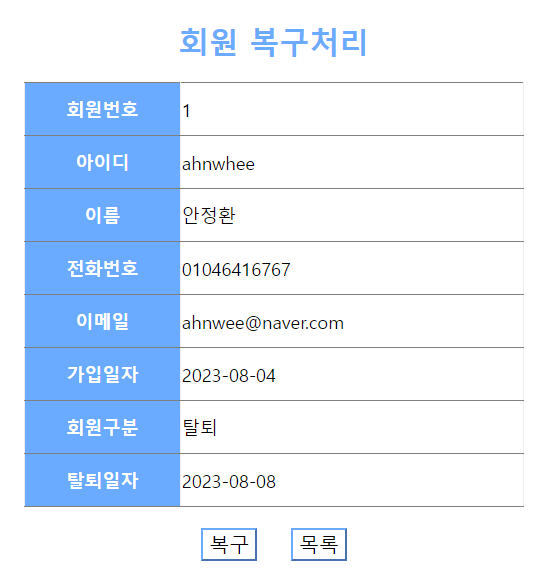 회원 복구처리
회원번호 1
아이디 ahnwhee
이름 안정환
전화번호 01046416767
이메일 ahnwee@naver.com
가입일자 2023-08-04
회원구분 탈퇴
탈퇴일자 2023-08-08
복구 목록